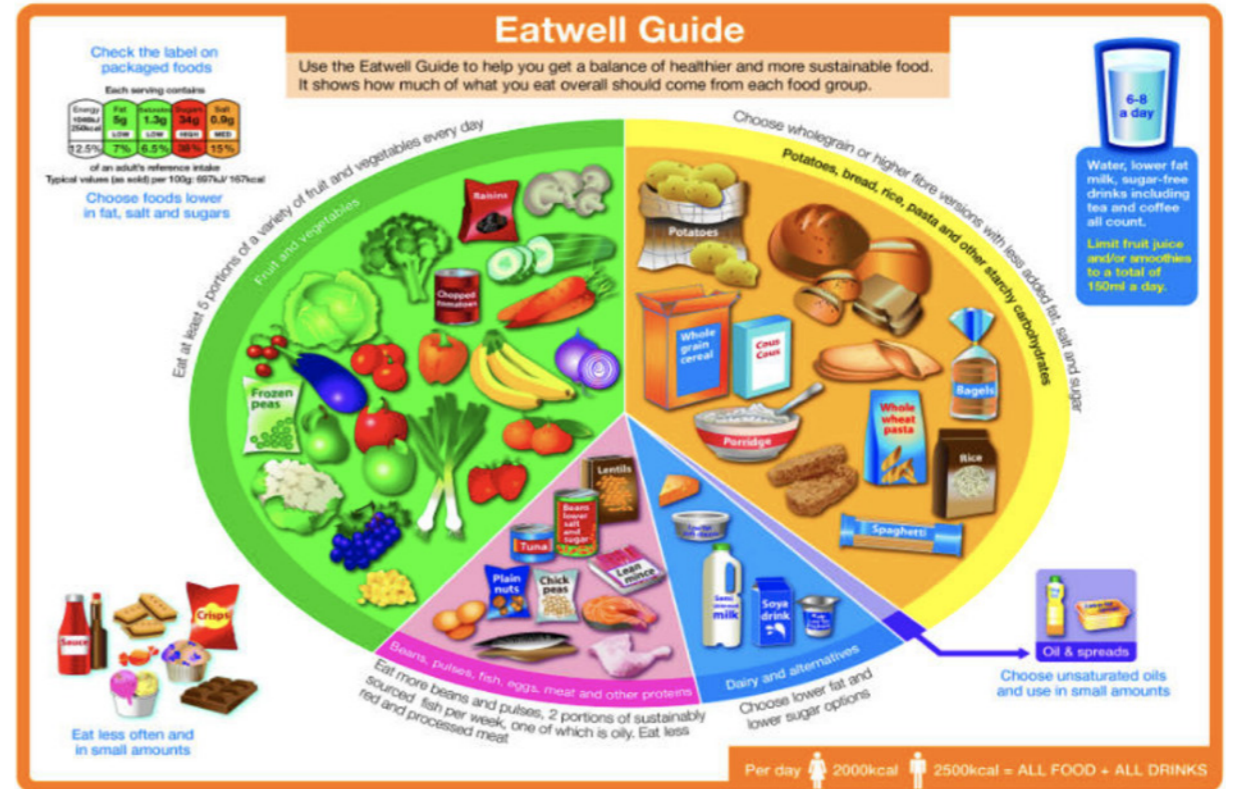 Eatwell Guide
Use the Eatwell Guide to help you get a balance of healthier and more sustainable food.
It shows how much of what you eat overall should come from each food group.
Check the label on
packaged foods
Each serving contains
Energy
1046kJ
250kcal
12.5%
Fat
5g
LOW
7%
Saturates
1.3g
LOW
6.5%
Sugars
34g
HIGH
38%
Salt
0.9g
MED
15%
of an adult's reference intake
Typical values (as sold) per 100g: 697kJ/ 167kcal
Choose foods lower
in fat, salt and sugars
6-8
a day
Water, lower fat
milk, sugar-free
drinks including
tea and coffee
all count.
Limit fruit juice
and/or smoothies
to a total of
150ml a day.
Eat at least 5 portions of a variety of fruit and vegetables every day
Fruit and vegetables
Raisins
Chopped
tomatoes
Frozen
peas
Choose wholegrain or higher fibre versions with less added fat, salt and sugar
Potatoes, bread, rice, pasta and other starchy carbohydrates
Potatoes
Whole
grain
cereal
Cous
Cous
Bagels
Porridge
Whole
wheat
pasta
Rice
Spaghetti
Lentils
Beans
lower
salt
and
sugar
Tuna
Plain
nuts
Chick
peas
Lean
mince
Beans, pulses, fish, eggs, meat and other proteins
Eat more beans and pulses, 2 portions of sustainably
sourced fish per week, one of which is oily. Eat less
red and processed meat
Semi
milk
Soya
drink
Dairy and alternatives
Choose lower fat and
lower sugar options
Oil & spreads
Choose unsaturated oils
and use in small amounts
Sauce
Crisps
Eat less often and
in small amounts
Per day 2000kcal 2500kcal = ALL FOOD + ALL DRINKS